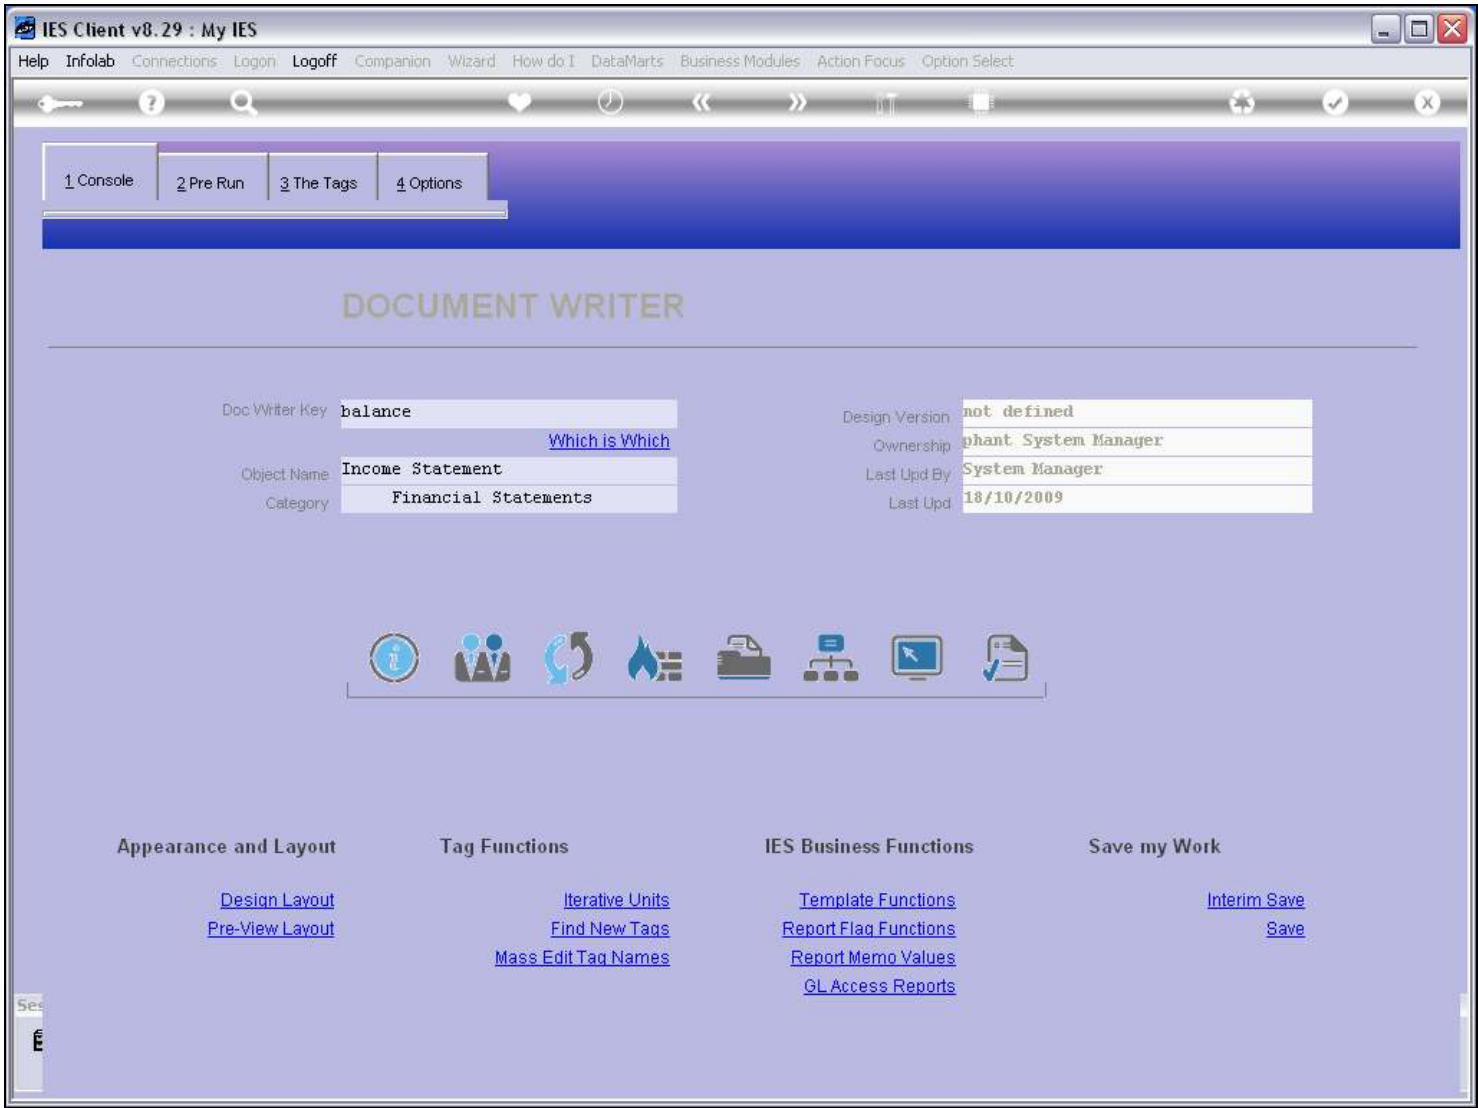 IES Client v8.29 : My IES
Help Infolab Connections Logon Logoff Companion Wizard How do I DataMarts Business Modules Action Focus Option Select
1 Console 2 Pre Run 3 The Tags 4 Options
DOCUMENT WRITER
Doc Writer Key balance
Which is Which
Object Name Income Statement
Category Financial Statements
Design Version not defined
Ownership phant System Manager
Last Upd By System Manager
Last Upd 18/10/2009
Appearance and Layout
Design Layout
Pre-View Layout
Tag Functions
Iterative Units
Find New Tags
Mass Edit Tag Names
IES Business Functions
Template Functions
Report Flag Functions
Report Memo Values
GL Access Reports
Save my Work
Interim Save
Save
Ses